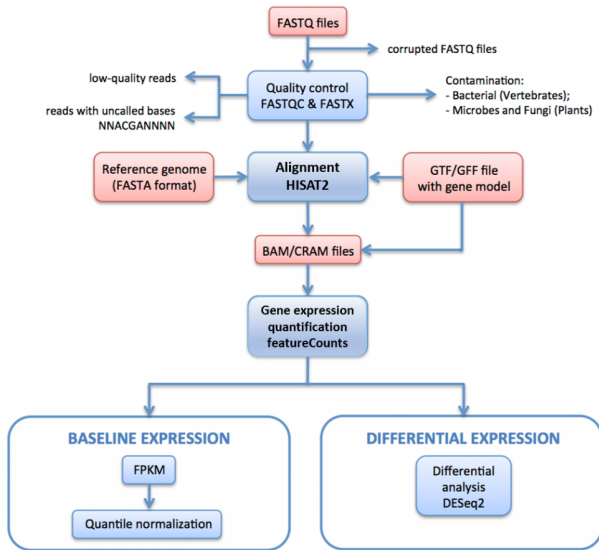 FASTQ files
corrupted FASTQ files
low-quality reads
reads with uncalled bases
NNACGANNNN
Quality control
FASTQC & FASTX
Contamination:
- Bacterial (Vertebrates);
- Microbes and Fungi (Plants)
Reference genome
(FASTA format)
Alignment
HISAT2
GTF/GFF file
with gene model
BAM/CRAM files
Gene expression
quantification
featureCounts
BASELINE EXPRESSION
FPKM
Quantile normalization
DIFFERENTIAL EXPRESSION
Differential
analysis
DESeq2